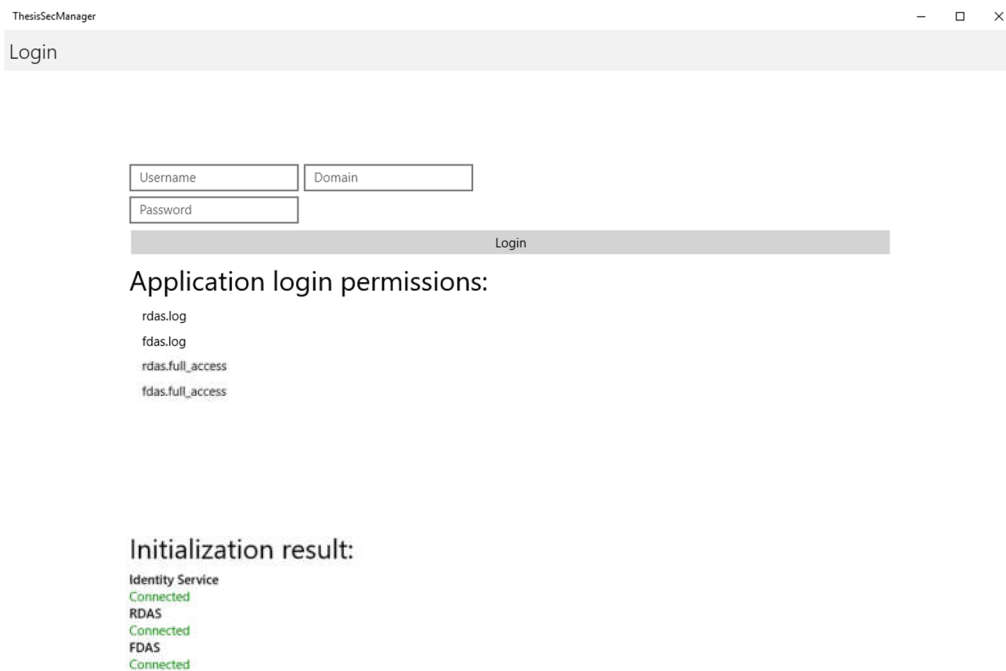 ThesisSecManager
Login
Username Domain
Password
Login
Application login permissions:
rdas.log
fdas.log
rdas.full_access
fdas.full_access
Initialization result:
Identity Service
Connected
RDAS
Connected
FDAS
Connected